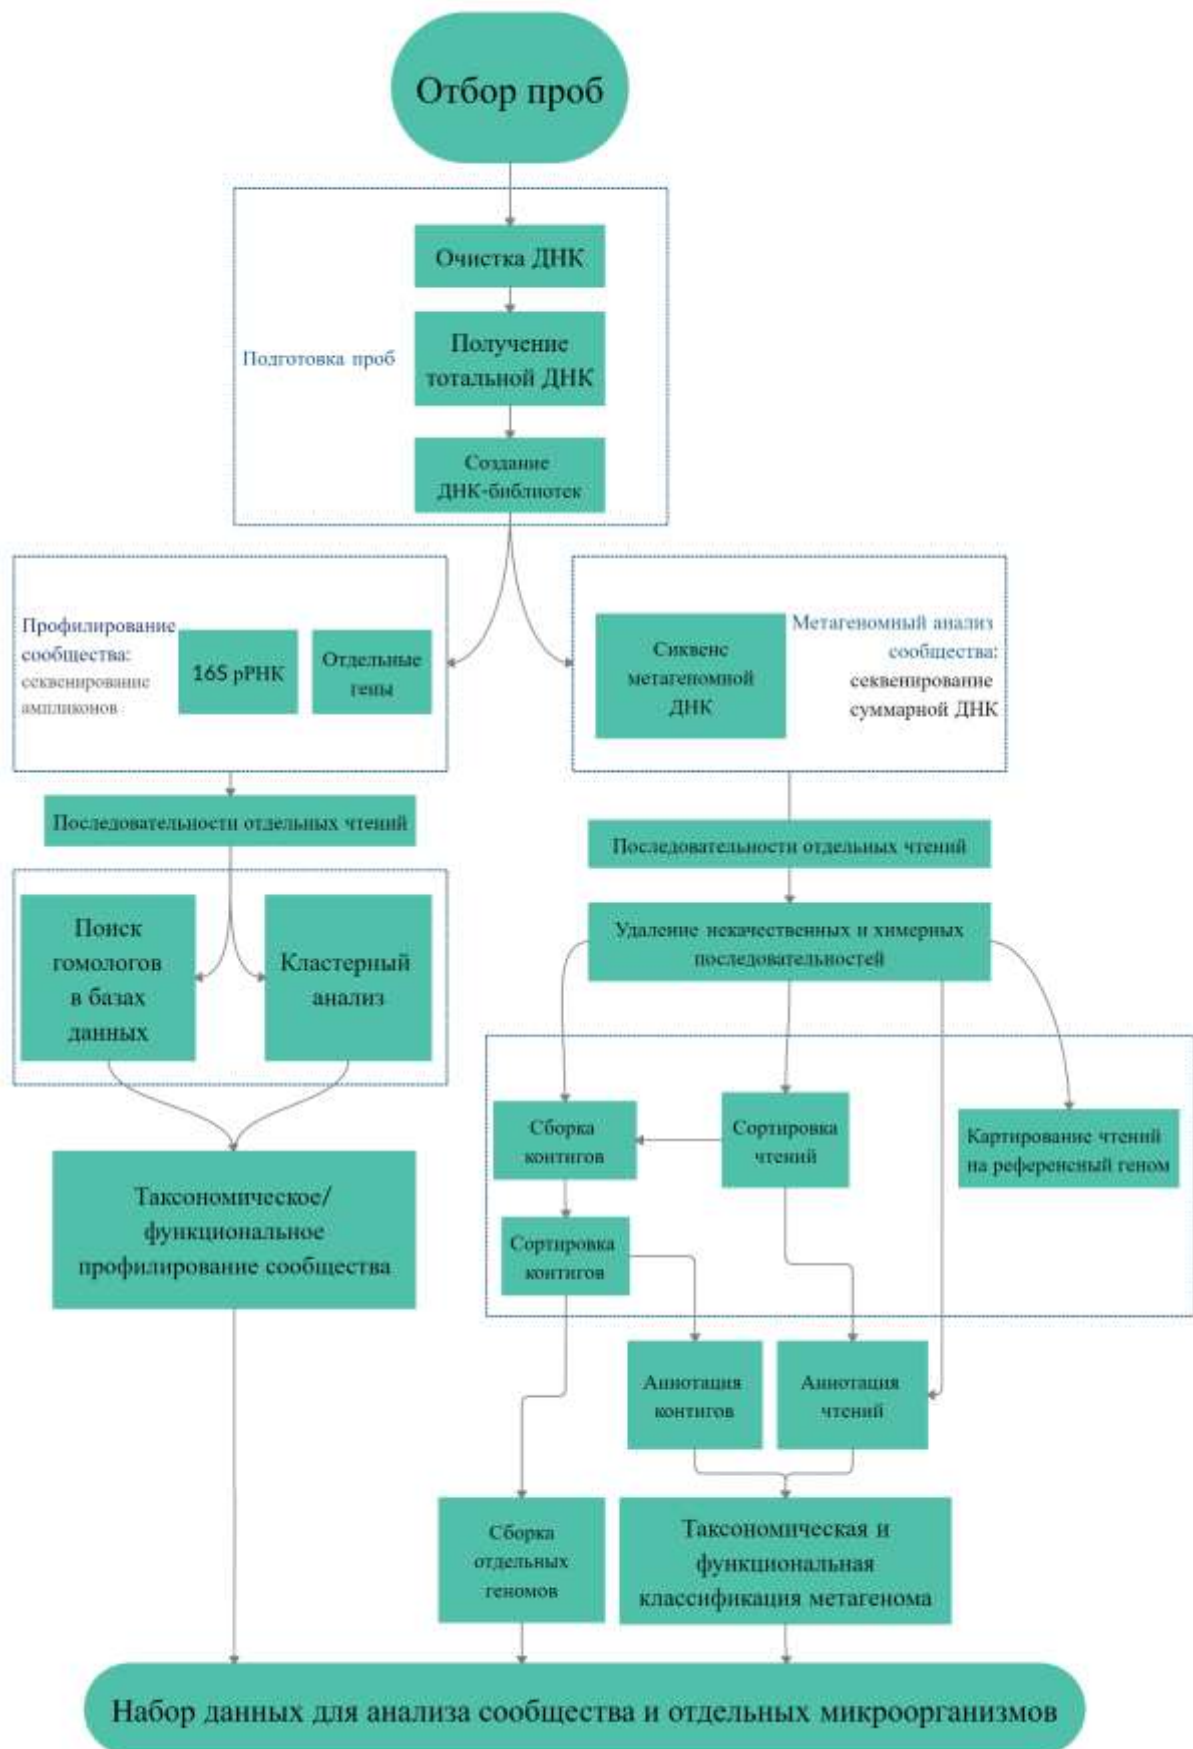 Отбор проб
Очистка ДНК
Подготовка проб
Получение
тотальной ДНК
Создание
ДНК-библиотек
Профилирование
сообщества:
секвенирование
ампликонов
16S рРНК
Отдельные
гены
Сиквенс
метагеномной
ДНК
Метагеномный анализ
сообщества:
секвенирование
суммарной ДНК
Последовательности отдельных чтений
Последовательности отдельных чтений
Поиск
гомологов
в базах
данных
Кластерный
анализ
Удаление некачественных и химерных
последовательностей
Сборка
контигов
Сортировка
чтений
Картирование чтений
на референсный геном
Таксономическое/
функциональное
профилирование сообщества
Сортировка
контигов
Аннотация
контигов
Аннотация
чтений
Сборка
отдельных
геномов
Таксономическая и
функциональная
классификация метагенома
Набор данных для анализа сообщества и отдельных микроорганизмов